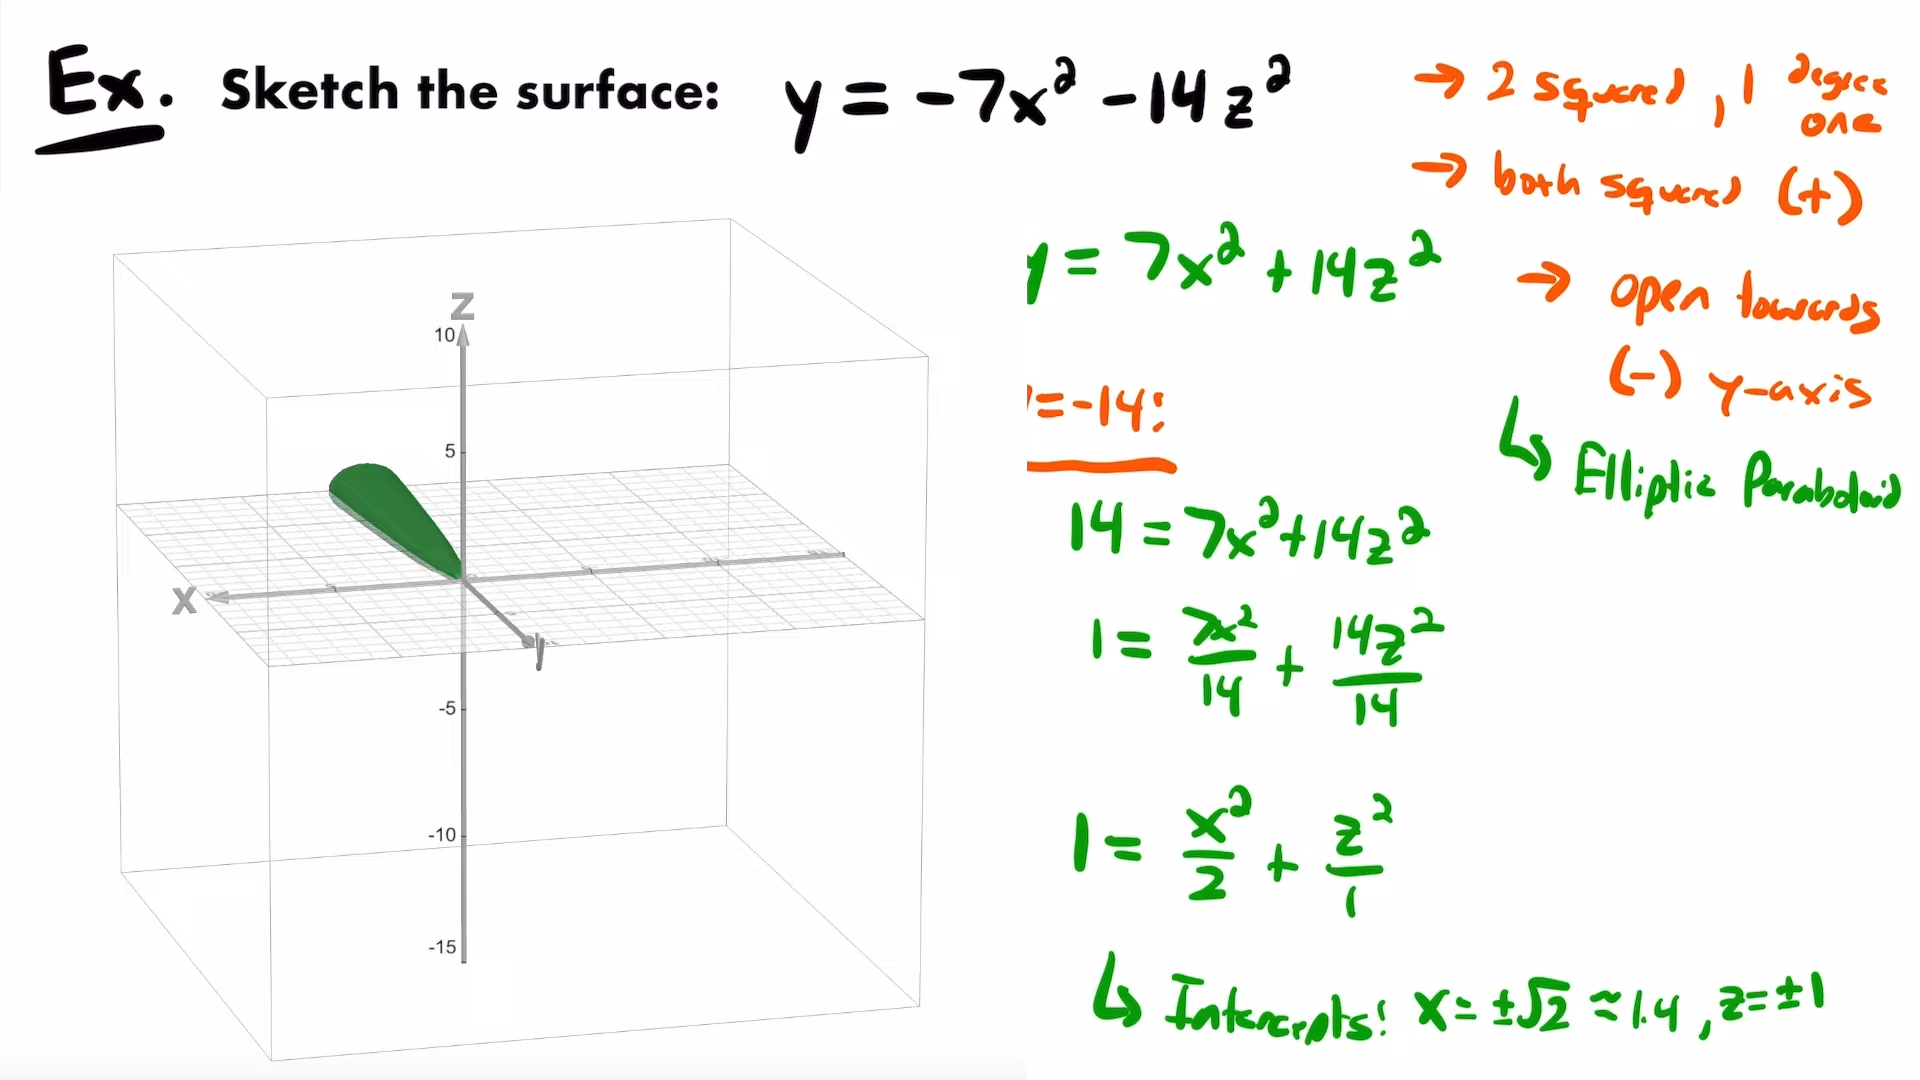 Ex. Sketch the surface: y = -7x² - 14z²
→ 2 squared, 1 degree one
→ both squared (+)
→ open towards
(-) y-axis
↳ Elliptic Paraboloid
y = 7x² + 14z²
= -14:
14 = 7x² + 14z²
1 = 7x²/14 + 14z²/14
1 = x²/2 + z²/1
↳ Intercepts: x = ±√2 ≈ 1.4, z = ±1
z
10
5
x
y
-5
-10
-15